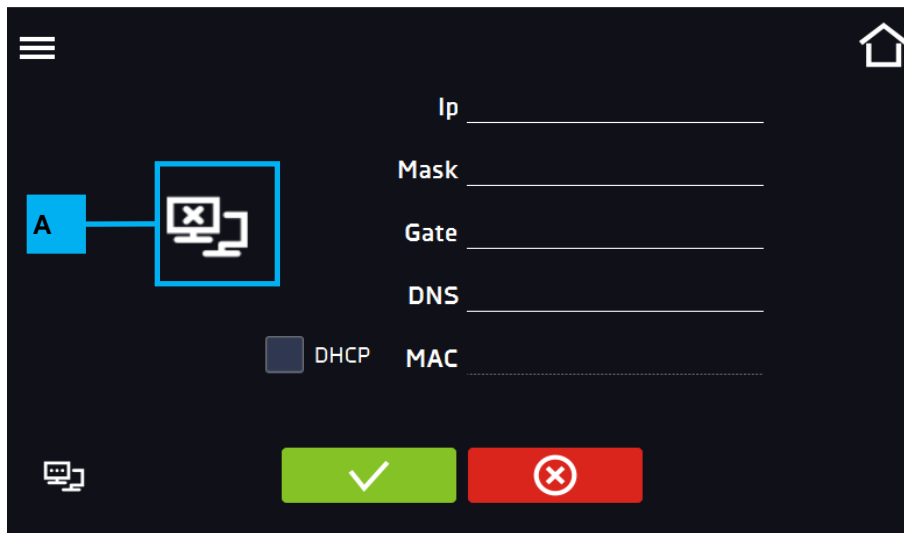 Ip
Mask
A
Gate
DNS
DHCP MAC